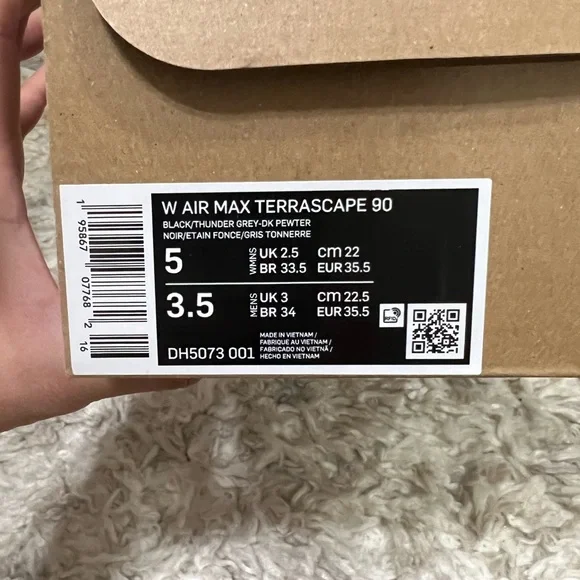 W AIR MAX TERRASCAPE 90
BLACK/THUNDER GREY-DK PEWTER
NOIR/ETAIN FONCE/GRIS TONNERRE
5 WMNS UK 2.5 cm 22
BR 33.5 EUR 35.5
3.5 MENS UK 3 cm 22.5
BR 34 EUR 35.5
MADE IN VIETNAM /
FABRIQUE AU VIETNAM /
DH5073 001 FABRICADO NO VIETNÃ /
HECHO EN VIETNAM
RFID
1 95867 07768 2 16